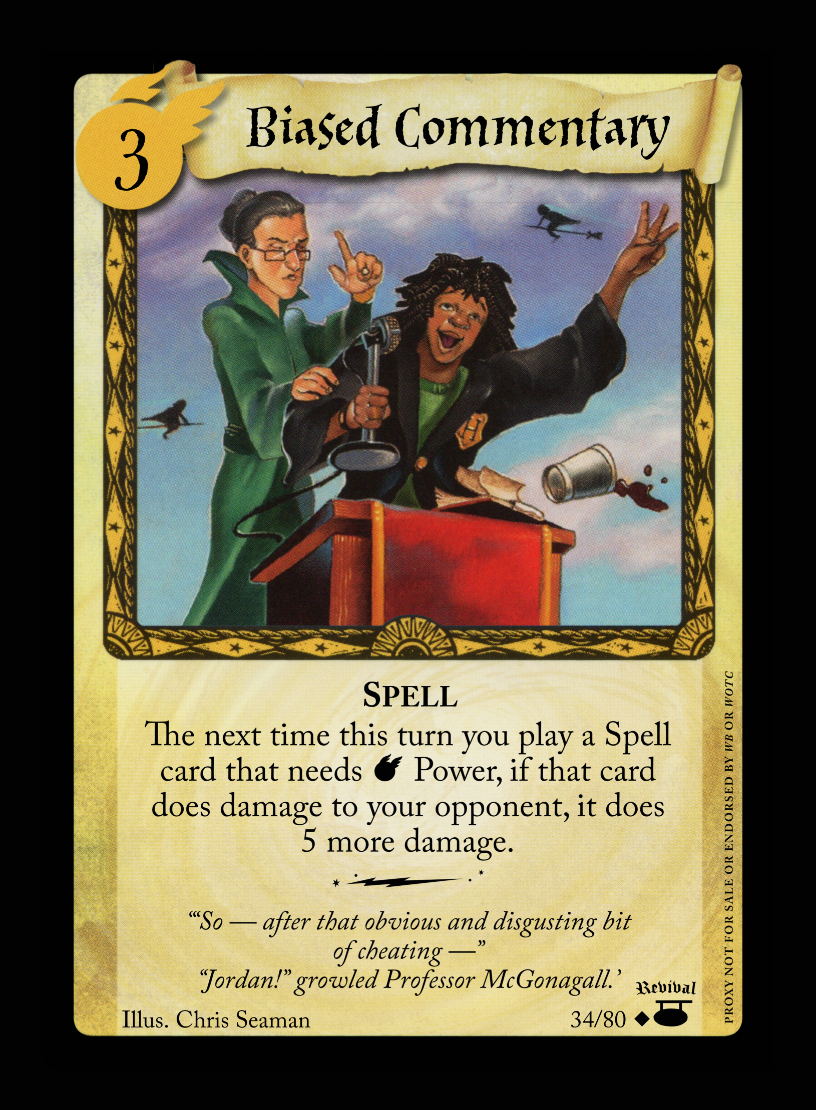 3
Biased Commentary
SPELL
The next time this turn you play a Spell
card that needs Power, if that card
does damage to your opponent, it does
5 more damage.
“‘So — after that obvious and disgusting bit
of cheating —”
“Jordan!” growled Professor McGonagall.’
Revival
Illus. Chris Seaman
34/80
PROXY NOT FOR SALE OR ENDORSED BY WB OR WOTC